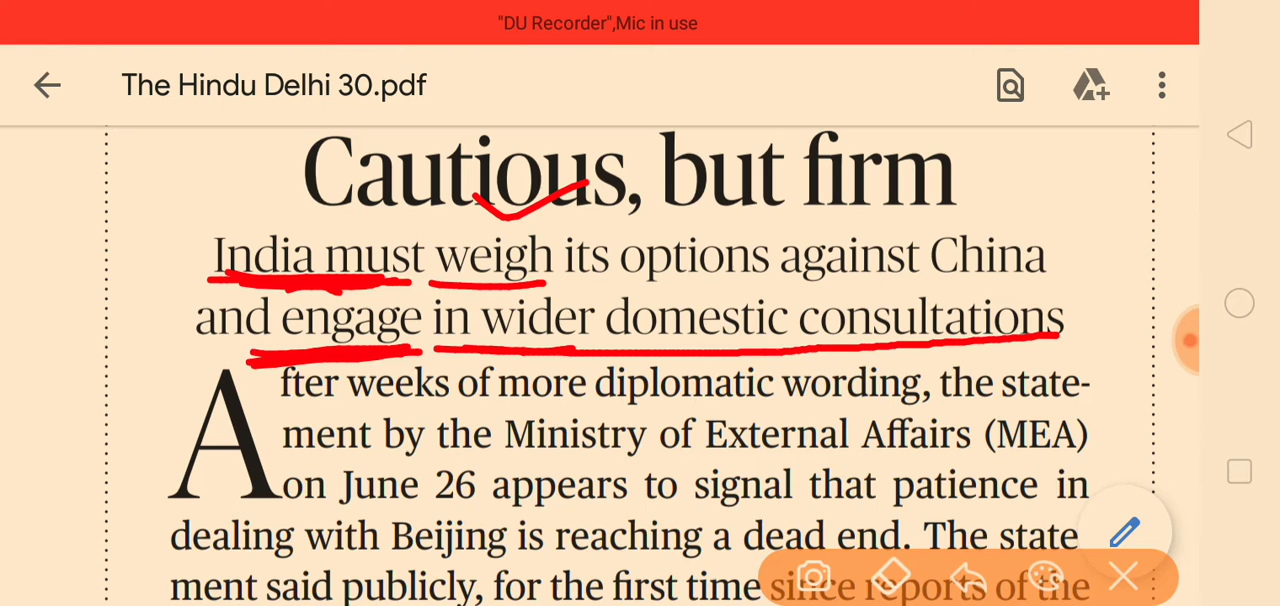 "DU Recorder",Mic in use
The Hindu Delhi 30.pdf
Cautious, but firm
India must weigh its options against China
and engage in wider domestic consultations
After weeks of more diplomatic wording, the state-
ment by the Ministry of External Affairs (MEA)
on June 26 appears to signal that patience in
dealing with Beijing is reaching a dead end. The state
ment said publicly, for the first time since reports of the